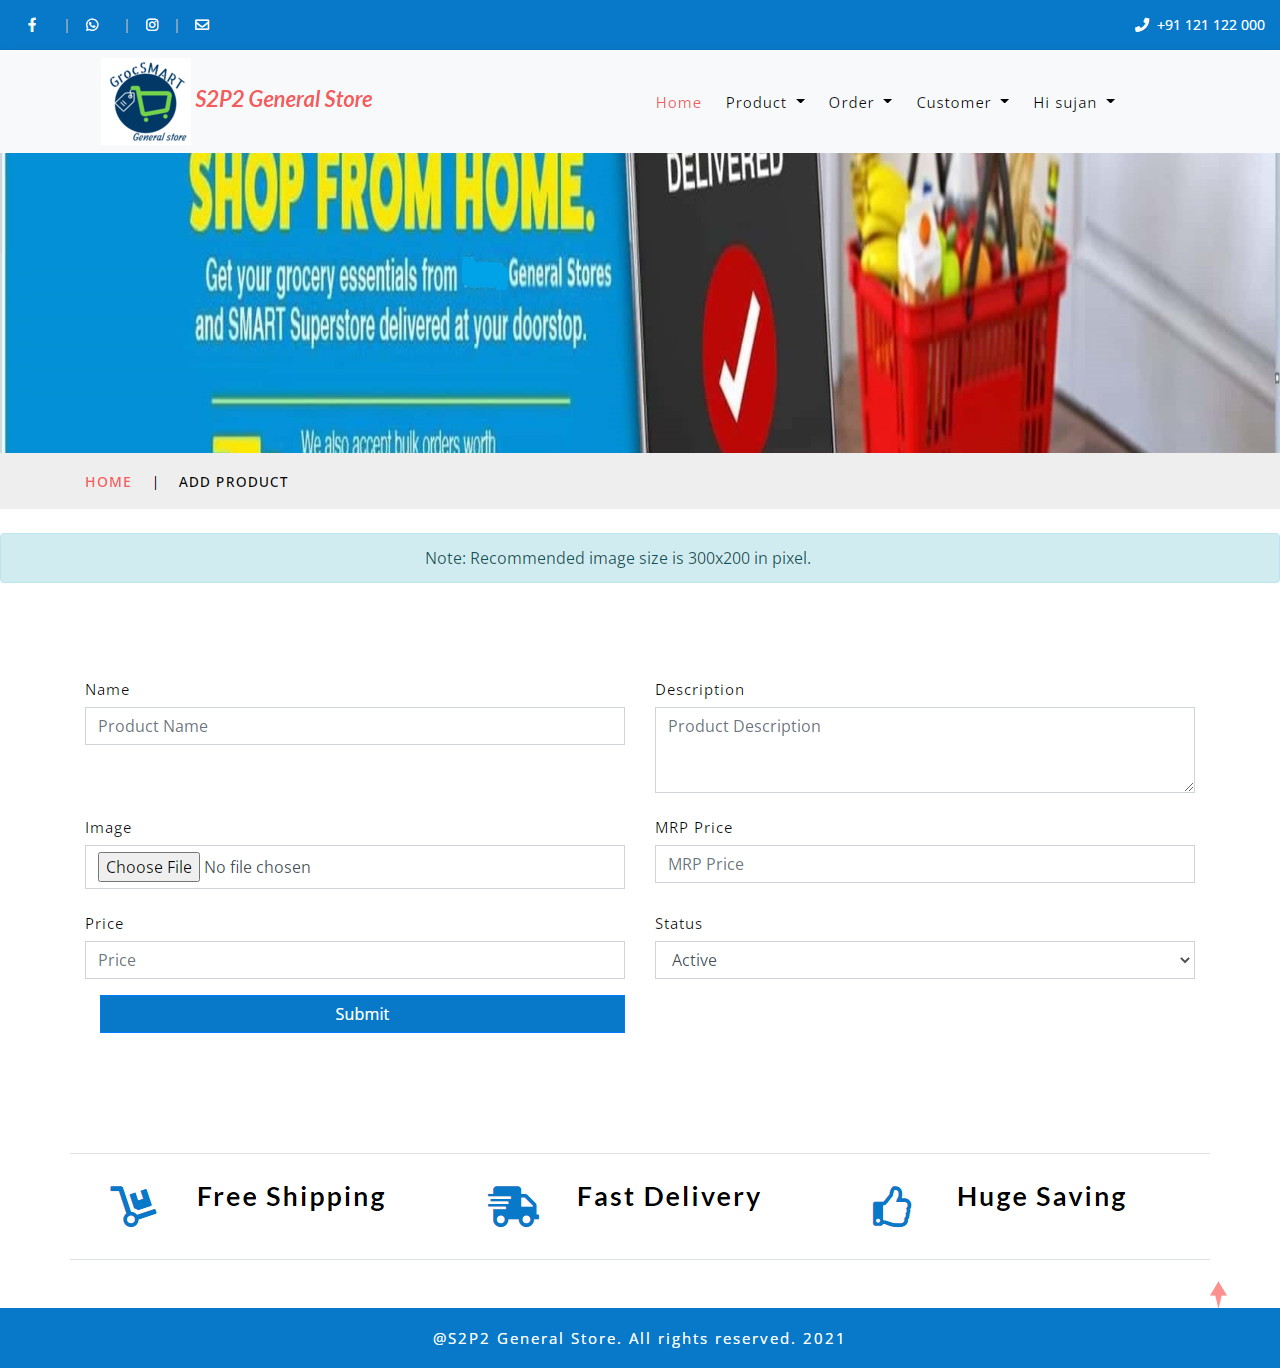 | | |
+91 121 122 000
GrocSMART
General store
S2P2 General Store
Home Product Order Customer Hi sujan
SHOP FROM HOME.
DELIVERED
Get your grocery essentials from General Stores
and SMART Superstore delivered at your doorstop.
We also accept bulk orders worth
HOME | ADD PRODUCT
Note: Recommended image size is 300x200 in pixel.
Name Description
Product Name Product Description
Image MRP Price
Choose File No file chosen MRP Price
Price Status
Price Active
Submit
Free Shipping Fast Delivery Huge Saving
@S2P2 General Store. All rights reserved. 2021